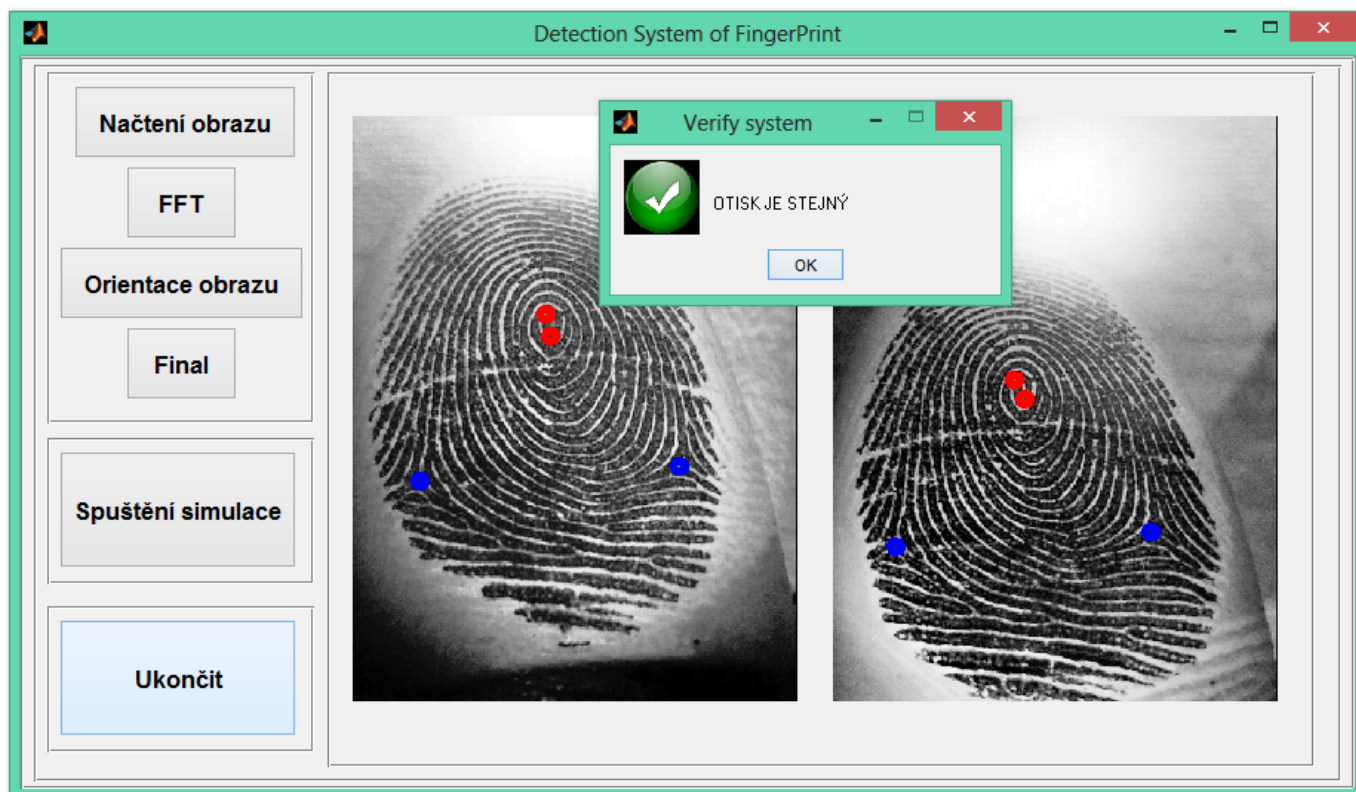 Detection System of FingerPrint
Načtení obrazu
FFT
Orientace obrazu
Final
Spuštění simulace
Ukončit
Verify system
OTISK JE STEJNÝ
OK